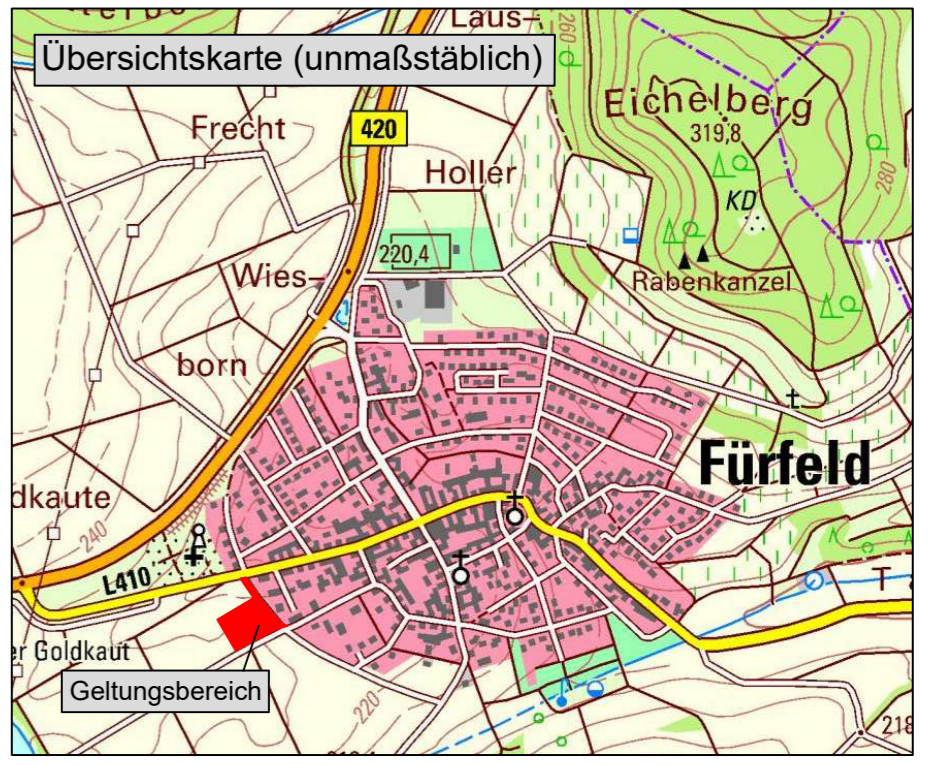 Laus-
260
Übersichtskarte (unmaßstäblich)
Eichelberg
Frecht
420
319,8
Holler
280
KD
220,4
Wies-
Rabenkanzel
born
Fürfeld
dkaute
240
L410
T
er Goldkaut
Geltungsbereich
220
218